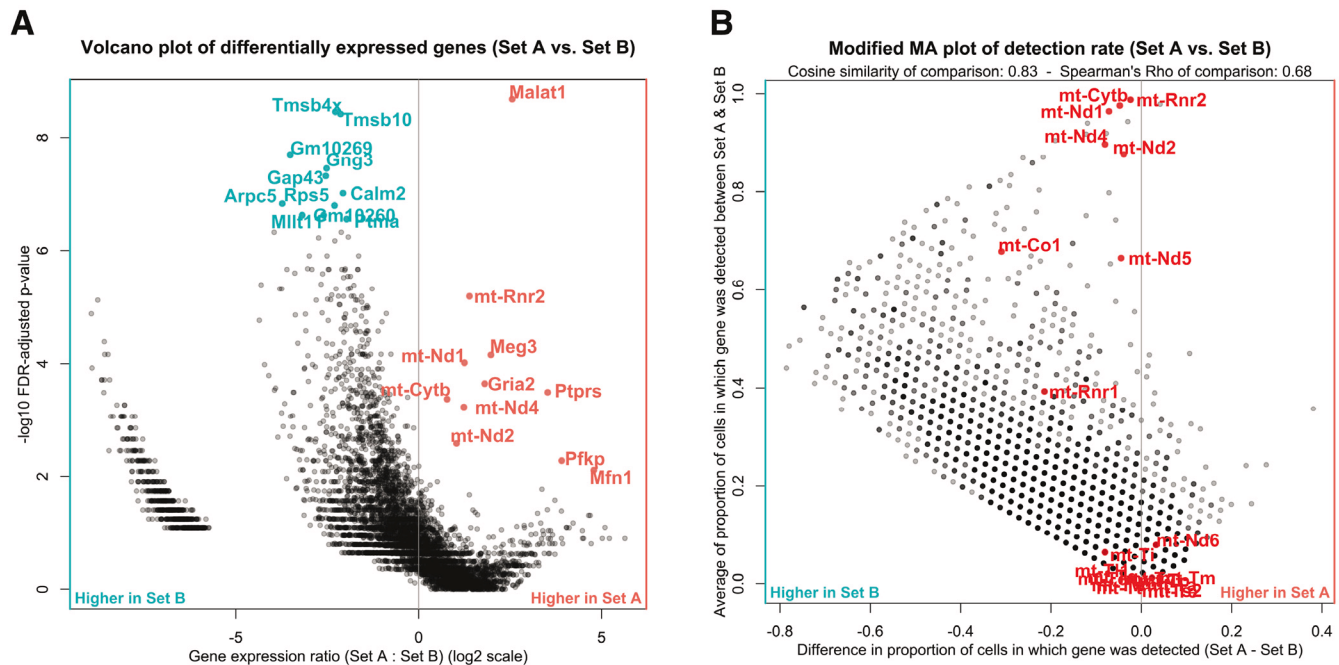 A
Volcano plot of differentially expressed genes (Set A vs. Set B)
-log10 FDR-adjusted p-value
8
6
4
2
0
Malat1
Tmsb4x
Tmsb10
Gm10269
Gng3
Gap43
Arpc5
Rps5
Calm2
Mllt11
Gm10260
Ptma
mt-Rnr2
mt-Nd1
Meg3
mt-Cytb
Gria2
Ptprs
mt-Nd4
mt-Nd2
Pfkp
Mfn1
Higher in Set B
Higher in Set A
-5
0
5
Gene expression ratio (Set A : Set B) (log2 scale)
B
Modified MA plot of detection rate (Set A vs. Set B)
Cosine similarity of comparison: 0.83 - Spearman's Rho of comparison: 0.68
Average of proportion of cells in which gene was detected between Set A & Set B
1.0
0.8
0.6
0.4
0.2
0.0
mt-Cytb
mt-Rnr2
mt-Nd1
mt-Nd4
mt-Nd2
mt-Co1
mt-Nd5
mt-Rnr1
mt-Nd6
mt-Ti
mt-Tm
Higher in Set B
Higher in Set A
-0.8
-0.6
-0.4
-0.2
0.0
0.2
0.4
Difference in proportion of cells in which gene was detected (Set A - Set B)